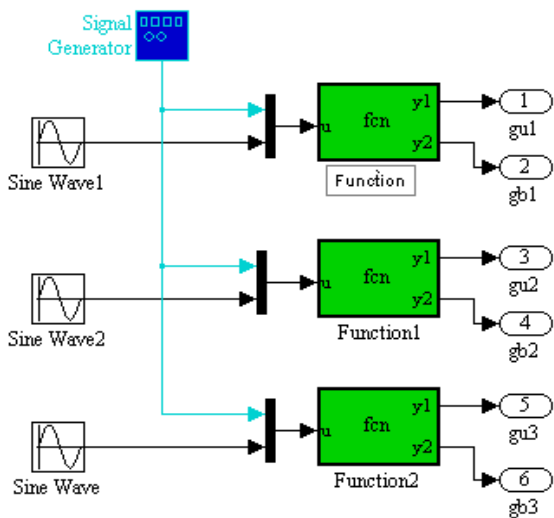 Signal
Generator
Sine Wave1
u
fcn
y1
y2
Function
1
gu1
2
gb1
Sine Wave2
u
fcn
y1
y2
Function1
3
gu2
4
gb2
Sine Wave
u
fcn
y1
y2
Function2
5
gu3
6
gb3